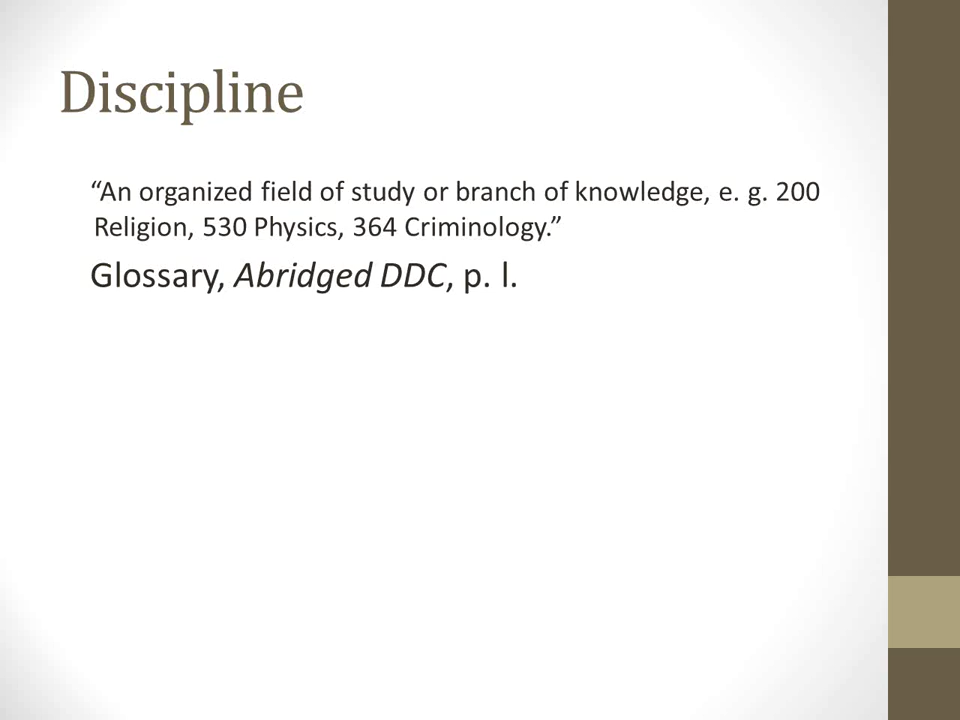 Discipline
“An organized field of study or branch of knowledge, e. g. 200
Religion, 530 Physics, 364 Criminology.”
Glossary, Abridged DDC, p. l.